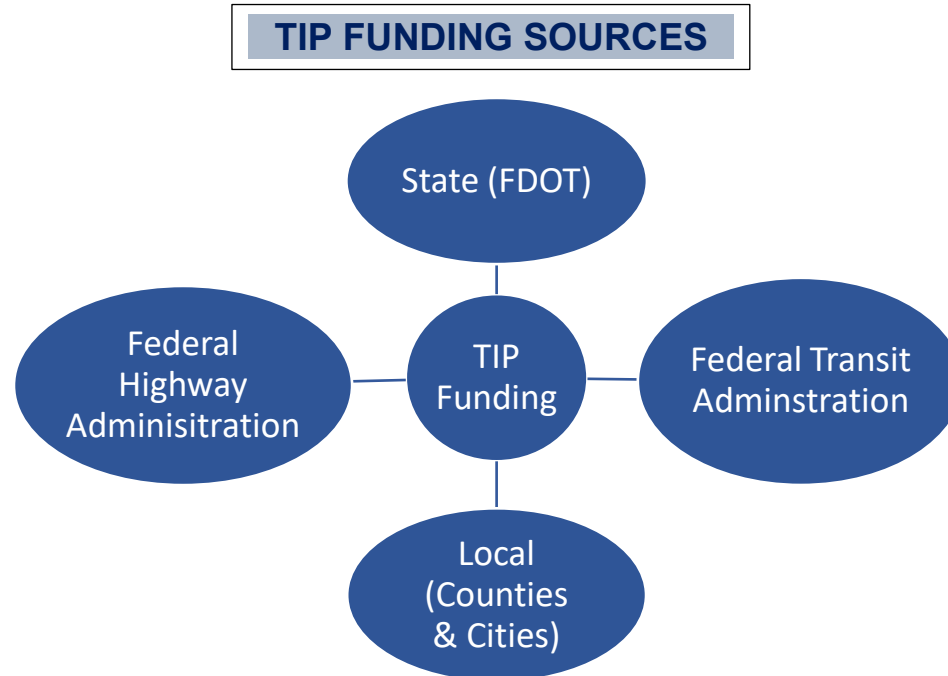 TIP FUNDING SOURCES
State (FDOT)
Federal
Highway
Adminisitration
TIP
Funding
Federal Transit
Adminstration
Local
(Counties
& Cities)